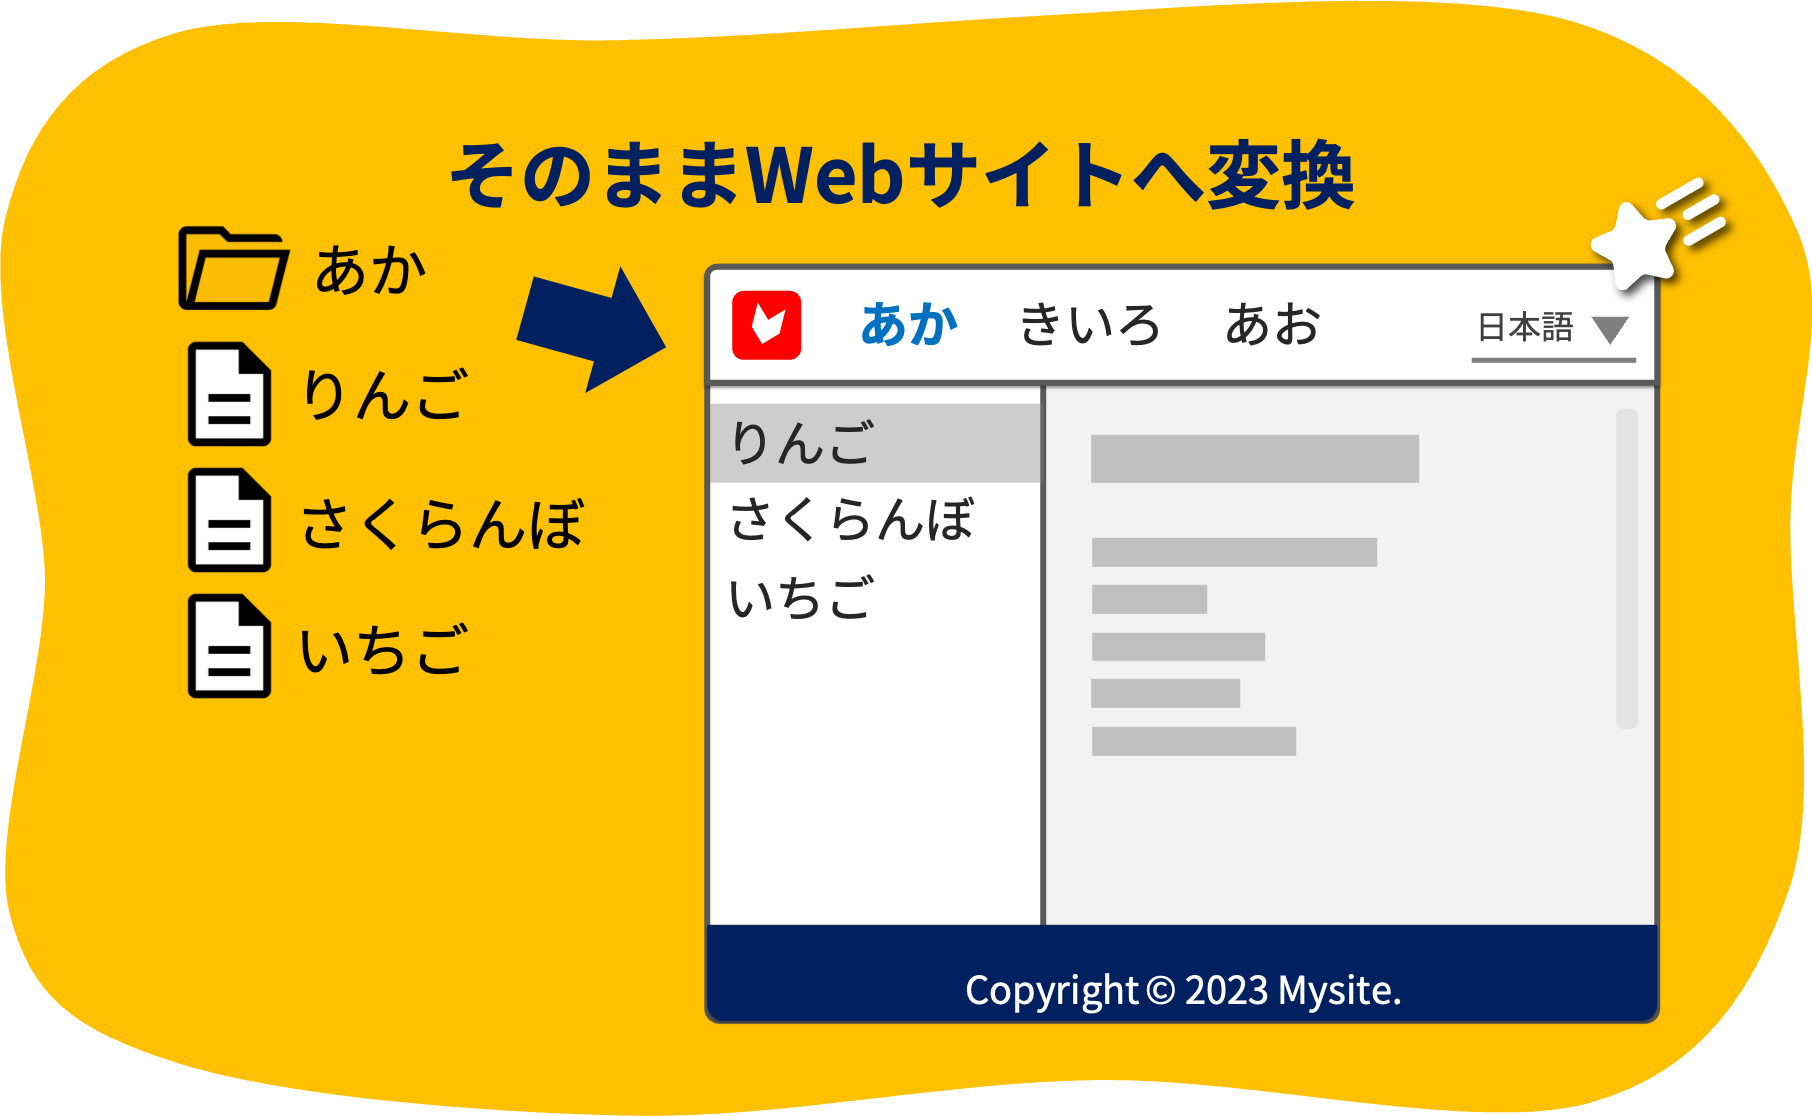 そのままWebサイトへ変換
あか
りんご
さくらんぼ
いちご
あか きいろ あお 日本語
りんご
さくらんぼ
いちご
Copyright © 2023 Mysite.